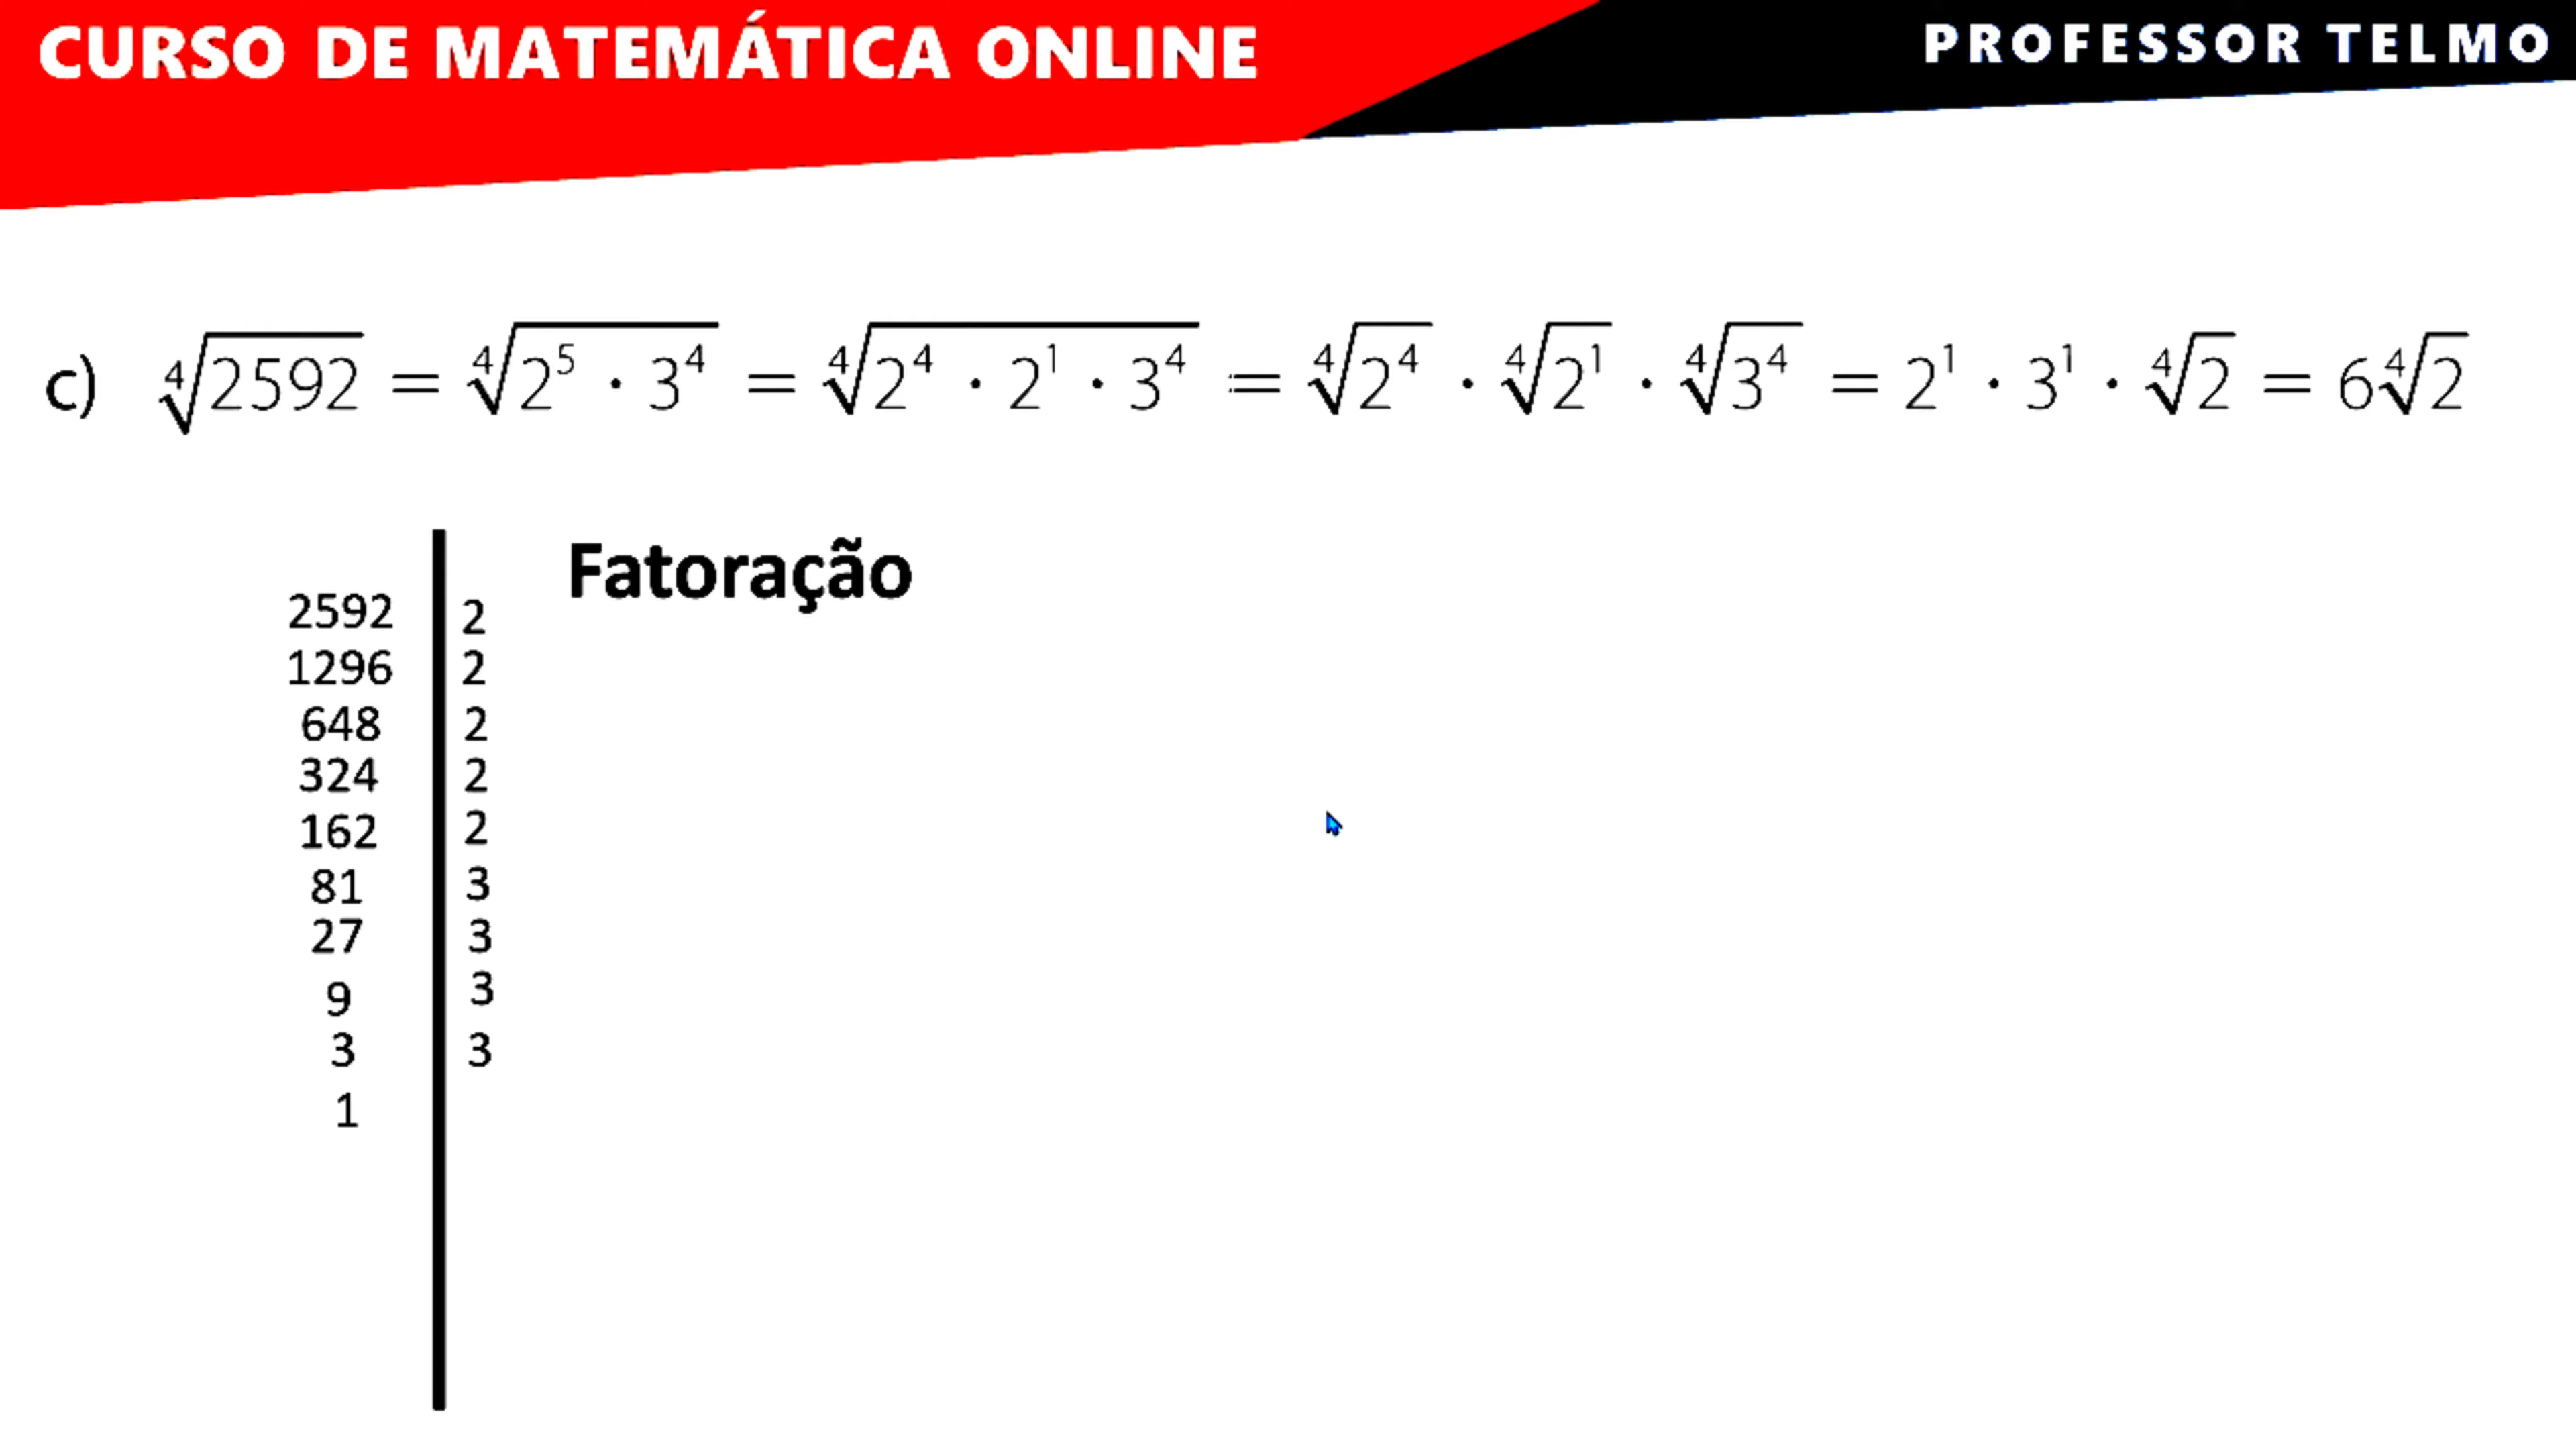 CURSO DE MATEMÁTICA ONLINE
PROFESSOR TELMO
c) ⁴√2592 = ⁴√2⁵ · 3⁴ = ⁴√2⁴ · 2¹ · 3⁴ = ⁴√2⁴ · ⁴√2¹ · ⁴√3⁴ = 2¹ · 3¹ · ⁴√2 = 6⁴√2
Fatoração
2592 2
1296 2
648 2
324 2
162 2
81 3
27 3
9 3
3 3
1